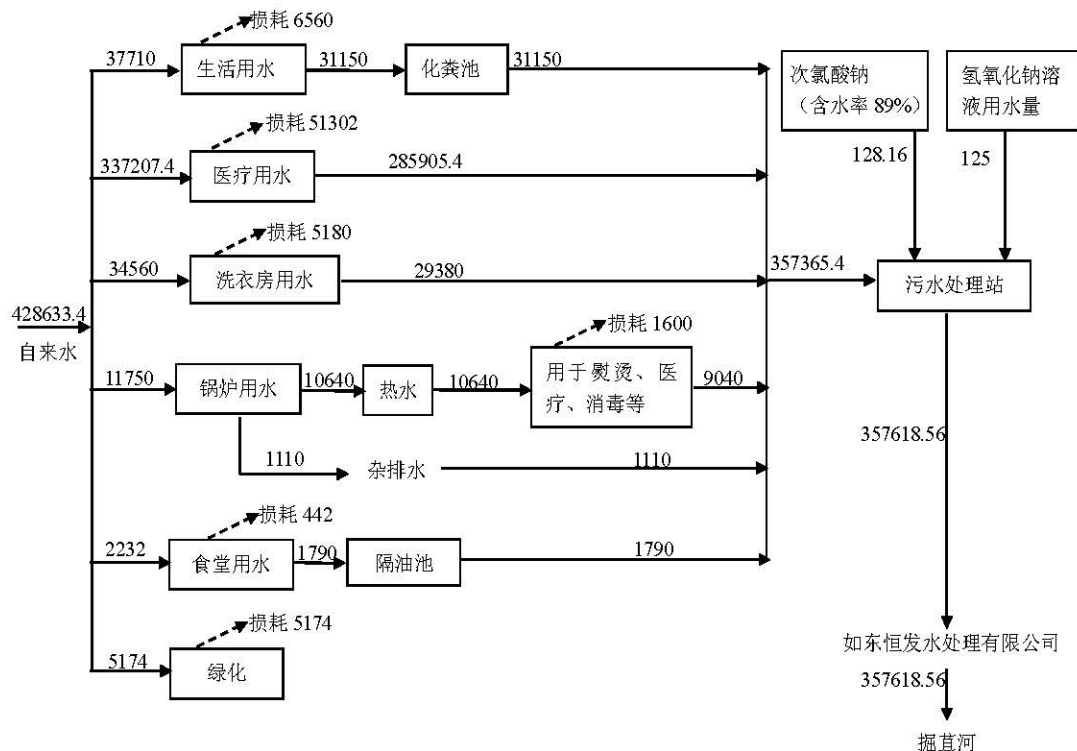 损耗 6560
37710
生活用水
31150
化粪池
31150
次氯酸钠
（含水率 89%）
氢氧化钠溶
液用水量
损耗 51302
337207.4
医疗用水
285905.4
128.16
125
损耗 5180
34560
洗衣房用水
29380
357365.4
污水处理站
428633.4
自来水
损耗 1600
11750
锅炉用水
10640
热水
10640
用于熨烫、医
疗、消毒等
9040
357618.56
1110
杂排水
1110
损耗 442
2232
食堂用水
1790
隔油池
1790
损耗 5174
5174
绿化
如东恒发水处理有限公司
357618.56
掘苴河